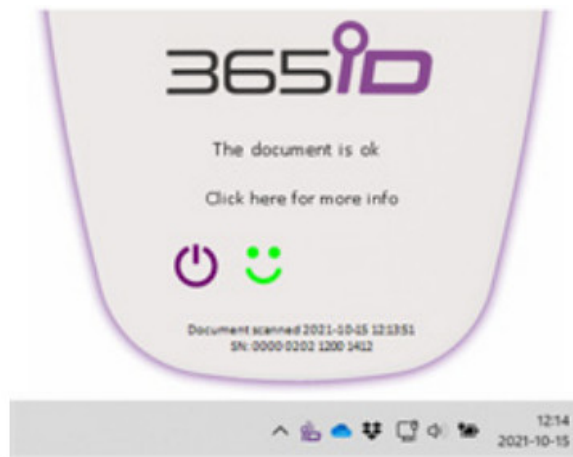 365iD
The document is ok
Click here for more info
Document scanned 2021-10-15 12:13:51
SN: 0000 0202 1200 1412
12:14
2021-10-15